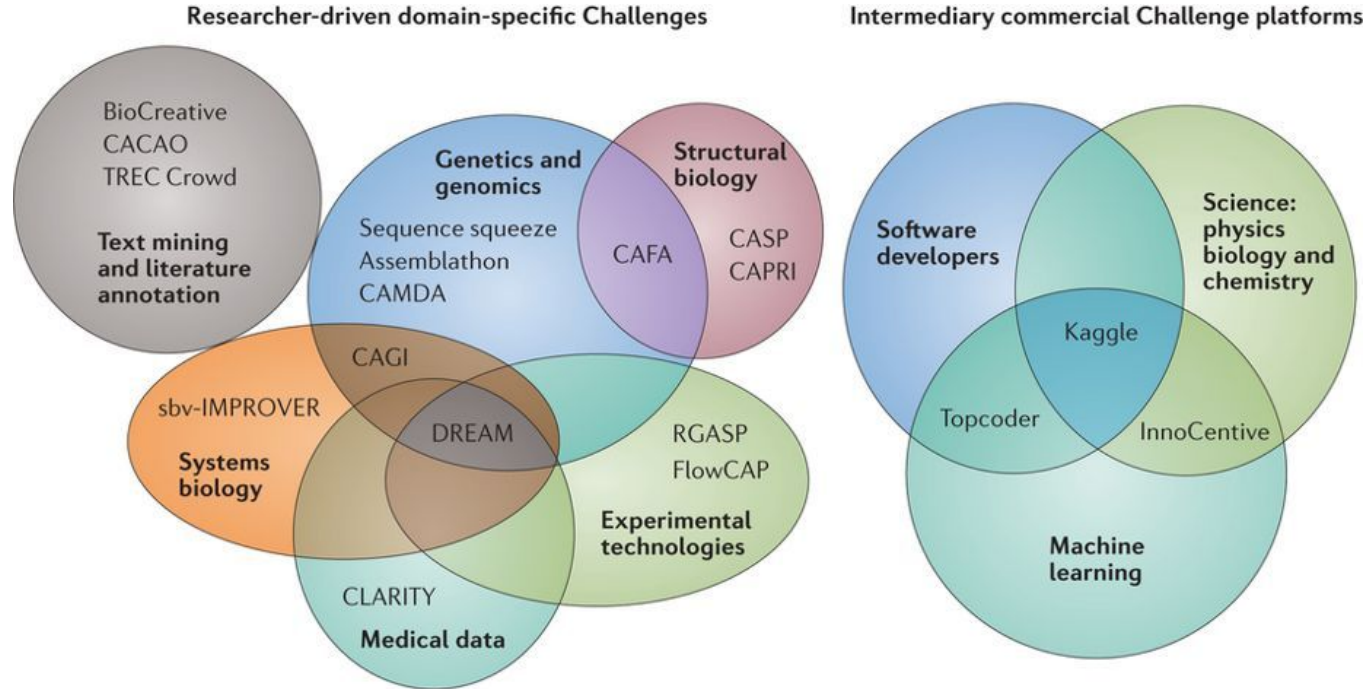 Researcher-driven domain-specific Challenges
Intermediary commercial Challenge platforms
BioCreative
CACAO
TREC Crowd
Text mining
and literature
annotation
Genetics and
genomics
Sequence squeeze
Assemblathon
CAMDA
CAFA
Structural
biology
CASP
CAPRI
CAGI
sbv-IMPROVER
Systems
biology
DREAM
RGASP
FlowCAP
Experimental
technologies
CLARITY
Medical data
Software
developers
Science:
physics
biology and
chemistry
Kaggle
Topcoder
InnoCentive
Machine
learning